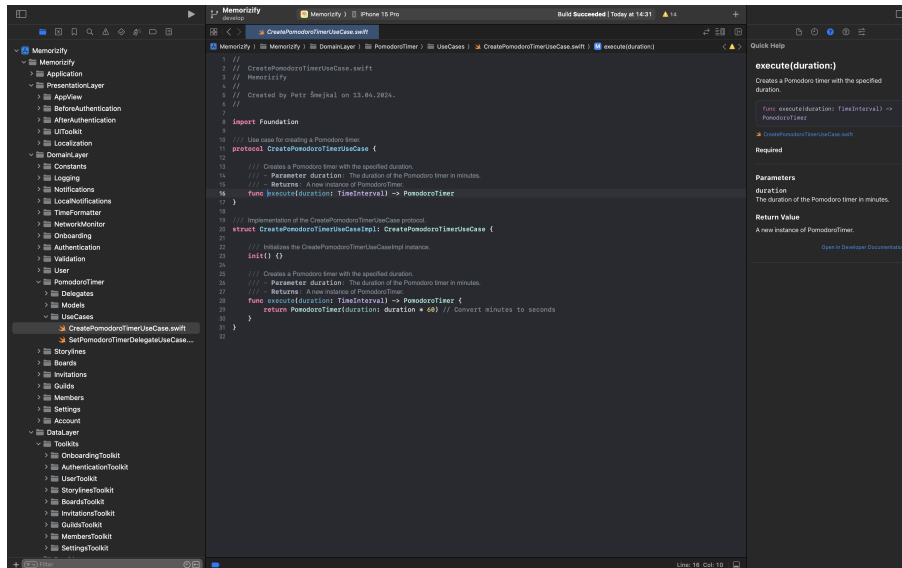 Memorizify
develop
Memorizify
iPhone 15 Pro
Build Succeeded | Today at 14:31
14
CreatePomodoroTimerUseCase.swift
Memorizify
Memorizify
DomainLayer
PomodoroTimer
UseCases
CreatePomodoroTimerUseCase.swift
M execute(duration:)
Memorizify
Memorizify
Application
PresentationLayer
AppView
BeforeAuthentication
AfterAuthentication
UIToolkit
Localization
DomainLayer
Constants
Logging
Notifications
LocalNotifications
TimeFormatter
NetworkMonitor
Onboarding
Authentication
Validation
User
PomodoroTimer
Delegates
Models
UseCases
CreatePomodoroTimerUseCase.swift
SetPomodoroTimerDelegateUseCase....
Storylines
Boards
Invitations
Guilds
Members
Settings
Account
DataLayer
Toolkits
OnboardingToolkit
AuthenticationToolkit
UserToolkit
StorylinesToolkit
BoardsToolkit
InvitationsToolkit
GuildsToolkit
MembersToolkit
SettingsToolkit
Filter
1 //
2 // CreatePomodoroTimerUseCase.swift
3 // Memorizify
4 //
5 // Created by Petr Šmejkal on 13.04.2024.
6 //
7
8 import Foundation
9
10 /// Use case for creating a Pomodoro timer.
11 protocol CreatePomodoroTimerUseCase {
12
13 /// Creates a Pomodoro timer with the specified duration.
14 /// - Parameter duration: The duration of the Pomodoro timer in minutes.
15 /// - Returns: A new instance of PomodoroTimer.
16 func execute(duration: TimeInterval) -> PomodoroTimer
17 }
18
19 /// Implementation of the CreatePomodoroTimerUseCase protocol.
20 struct CreatePomodoroTimerUseCaseImpl: CreatePomodoroTimerUseCase {
21
22 /// Initializes the CreatePomodoroTimerUseCaseImpl instance.
23 init() {}
24
25 /// Creates a Pomodoro timer with the specified duration.
26 /// - Parameter duration: The duration of the Pomodoro timer in minutes.
27 /// - Returns: A new instance of PomodoroTimer.
28 func execute(duration: TimeInterval) -> PomodoroTimer {
29 return PomodoroTimer(duration: duration * 60) // Convert minutes to seconds
30 }
31 }
32
Line: 16 Col: 10
Quick Help
execute(duration:)
Creates a Pomodoro timer with the specified
duration.
func execute(duration: TimeInterval) ->
PomodoroTimer
CreatePomodoroTimerUseCase.swift
Required
Parameters
duration
The duration of the Pomodoro timer in minutes.
Return Value
A new instance of PomodoroTimer.
Open in Developer Documentatio